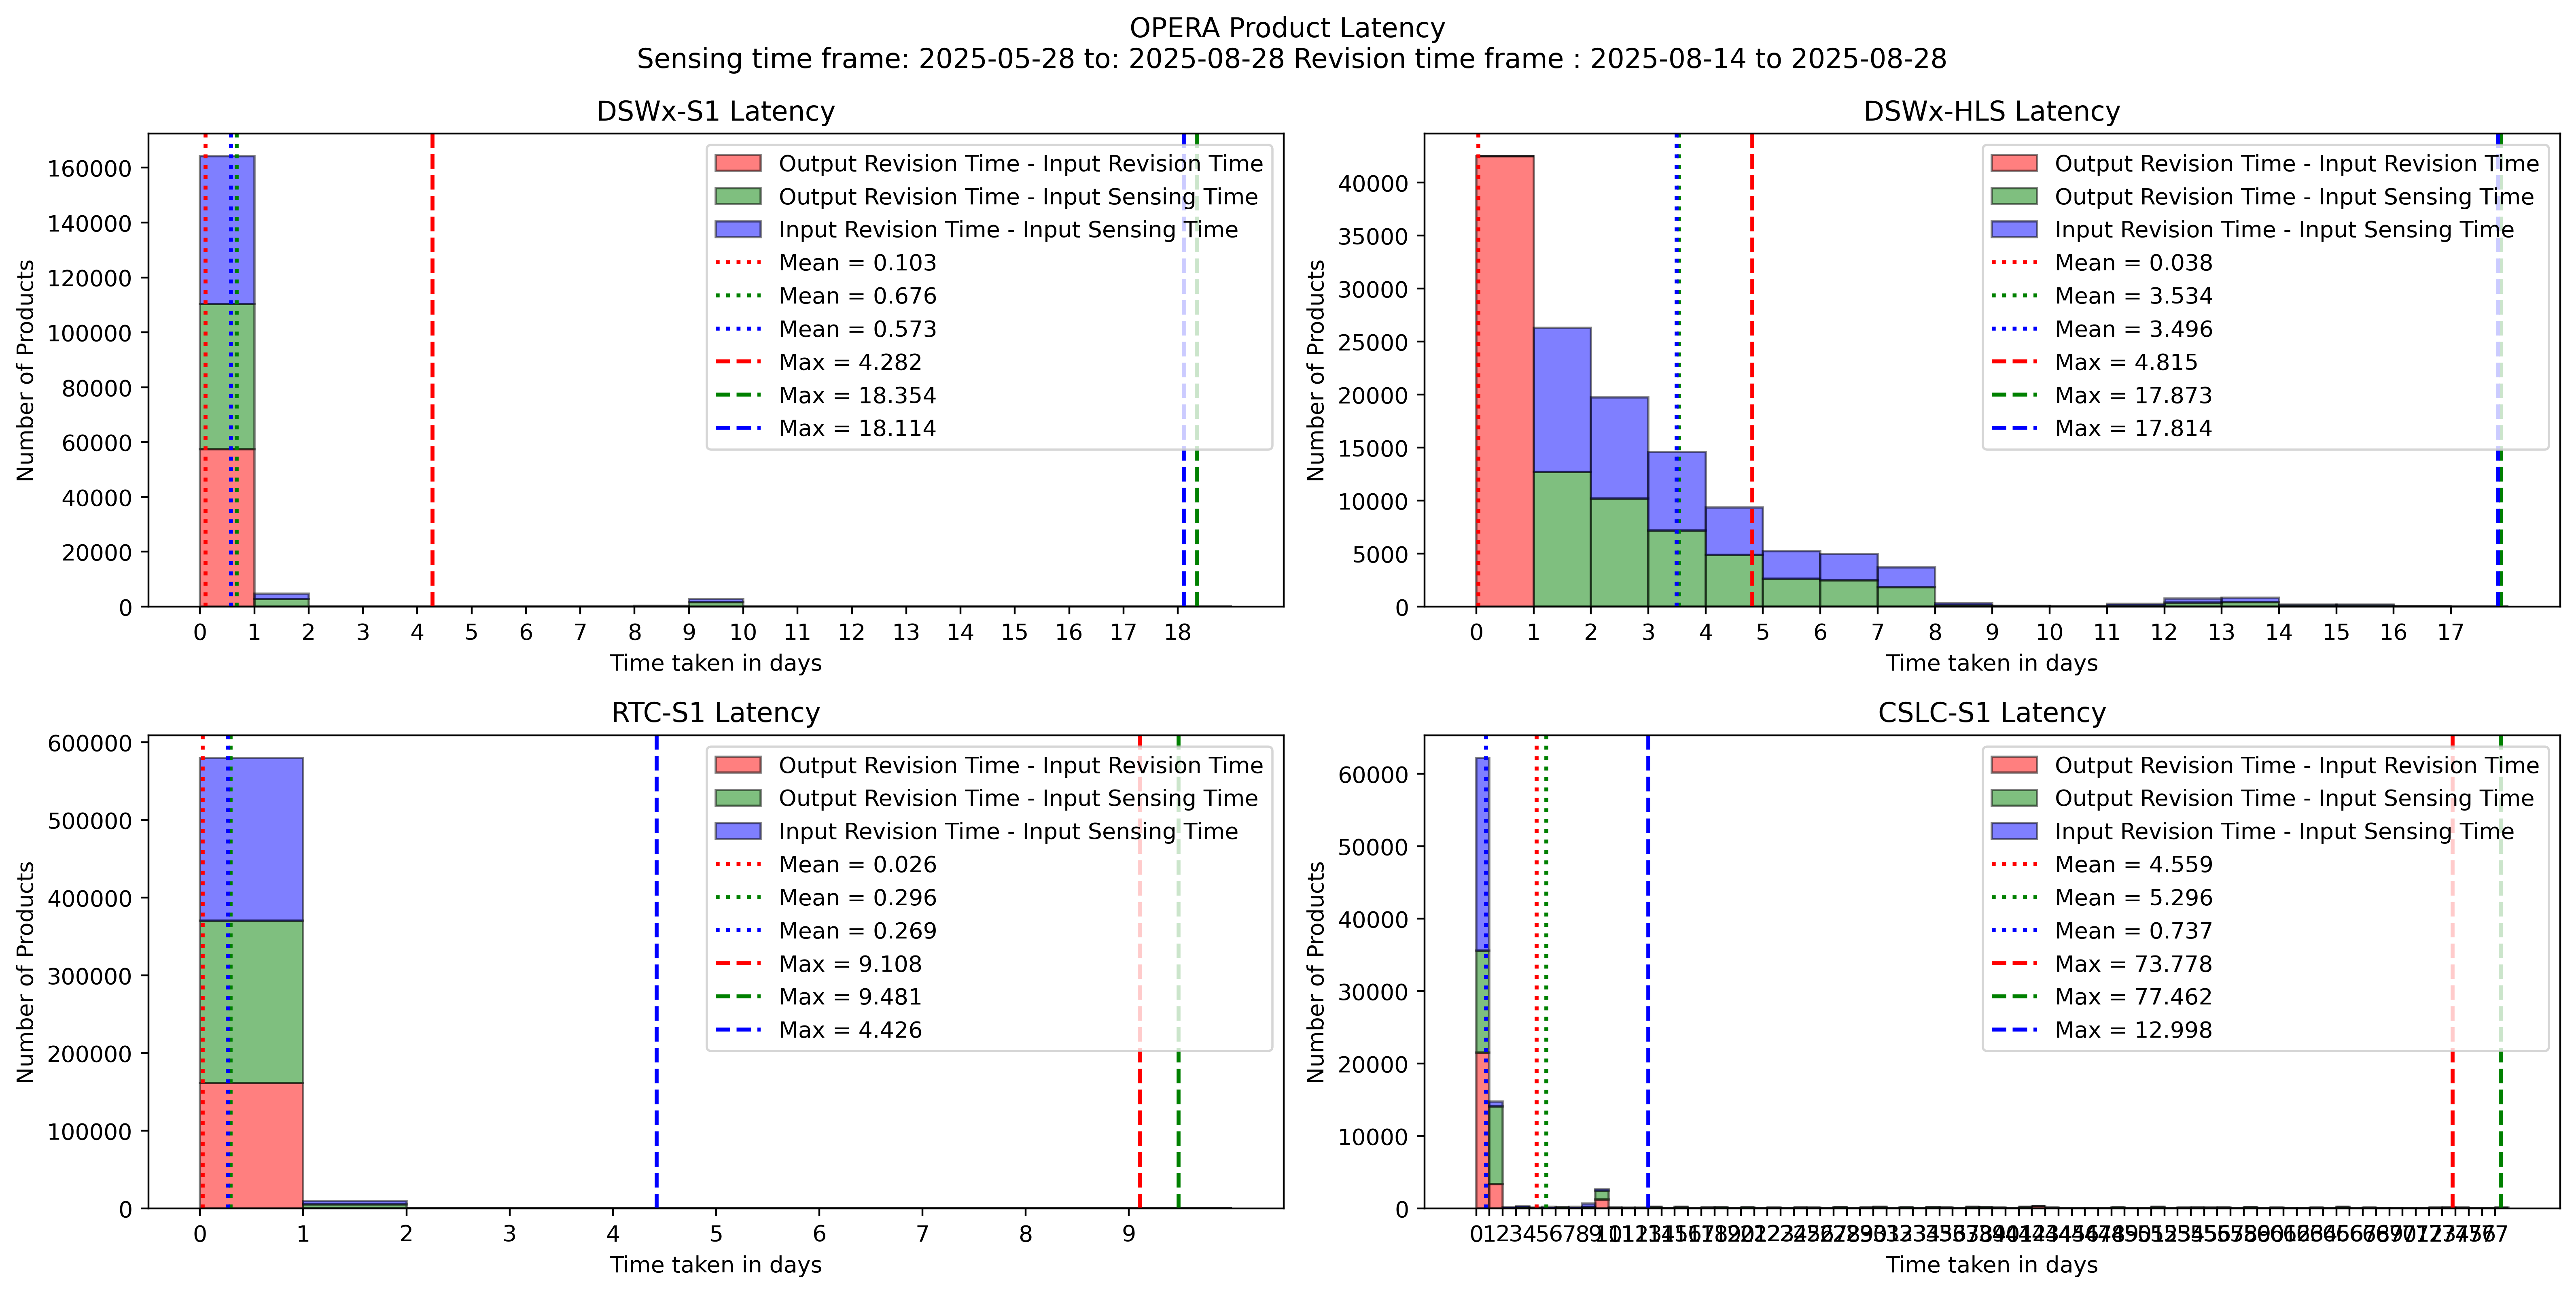 OPERA Product Latency
Sensing time frame: 2025-05-28 to: 2025-08-28 Revision time frame : 2025-08-14 to 2025-08-28
DSWx-S1 Latency
Number of Products
160000
140000
120000
100000
80000
60000
40000
20000
0
Output Revision Time - Input Revision Time
Output Revision Time - Input Sensing Time
Input Revision Time - Input Sensing Time
Mean = 0.103
Mean = 0.676
Mean = 0.573
Max = 4.282
Max = 18.354
Max = 18.114
0 1 2 3 4 5 6 7 8 9 10 11 12 13 14 15 16 17 18
Time taken in days
DSWx-HLS Latency
Number of Products
40000
35000
30000
25000
20000
15000
10000
5000
0
Output Revision Time - Input Revision Time
Output Revision Time - Input Sensing Time
Input Revision Time - Input Sensing Time
Mean = 0.038
Mean = 3.534
Mean = 3.496
Max = 4.815
Max = 17.873
Max = 17.814
0 1 2 3 4 5 6 7 8 9 10 11 12 13 14 15 16 17
Time taken in days
RTC-S1 Latency
Number of Products
600000
500000
400000
300000
200000
100000
0
Output Revision Time - Input Revision Time
Output Revision Time - Input Sensing Time
Input Revision Time - Input Sensing Time
Mean = 0.026
Mean = 0.296
Mean = 0.269
Max = 9.108
Max = 9.481
Max = 4.426
0 1 2 3 4 5 6 7 8 9
Time taken in days
CSLC-S1 Latency
Number of Products
60000
50000
40000
30000
20000
10000
0
Output Revision Time - Input Revision Time
Output Revision Time - Input Sensing Time
Input Revision Time - Input Sensing Time
Mean = 4.559
Mean = 5.296
Mean = 0.737
Max = 73.778
Max = 77.462
Max = 12.998
0 1 2 3 4 5 6 7 8
Time taken in days